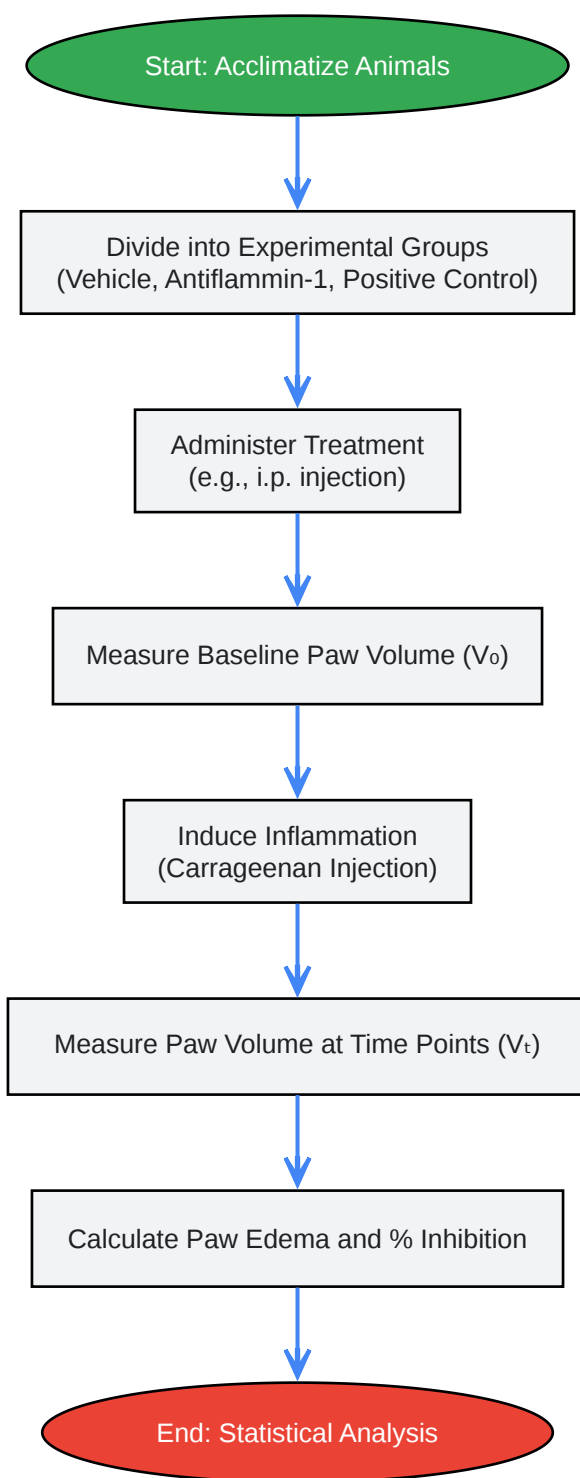 Start: Acclimatize Animals
Divide into Experimental Groups
(Vehicle, Antiflammin-1, Positive Control)
Administer Treatment
(e.g., i.p. injection)
Measure Baseline Paw Volume (V₀)
Induce Inflammation
(Carrageenan Injection)
Measure Paw Volume at Time Points (Vₜ)
Calculate Paw Edema and % Inhibition
End: Statistical Analysis